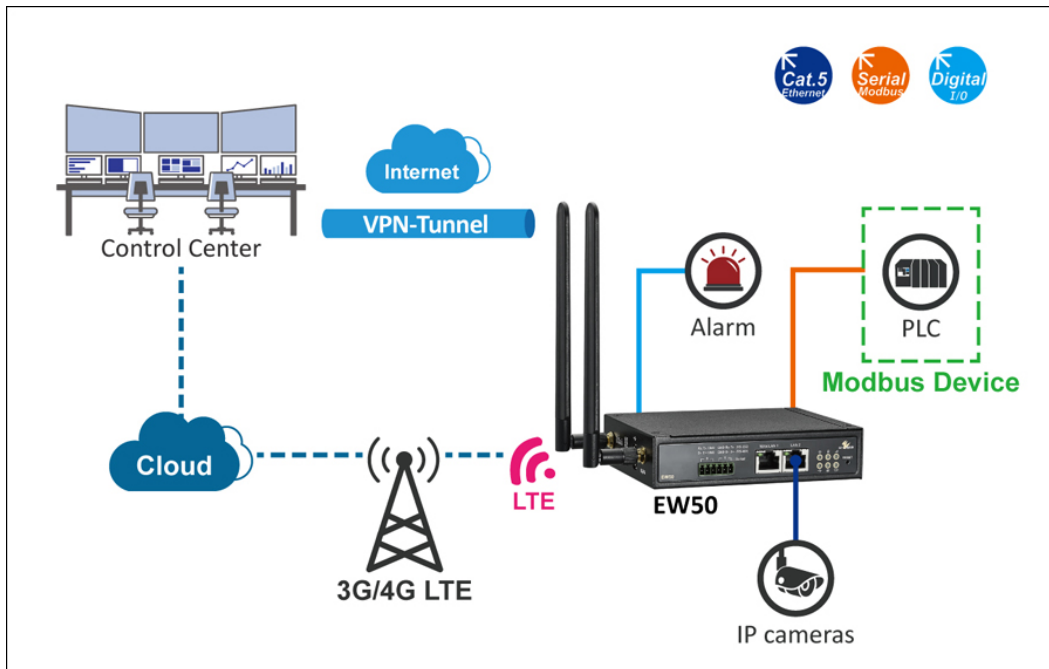 Cat.5
Ethernet
Serial
Modbus
Digital
I/O
Internet
VPN-Tunnel
Control Center
Alarm
PLC
Modbus Device
Cloud
LTE
EW50
EW50
3G/4G LTE
IP cameras